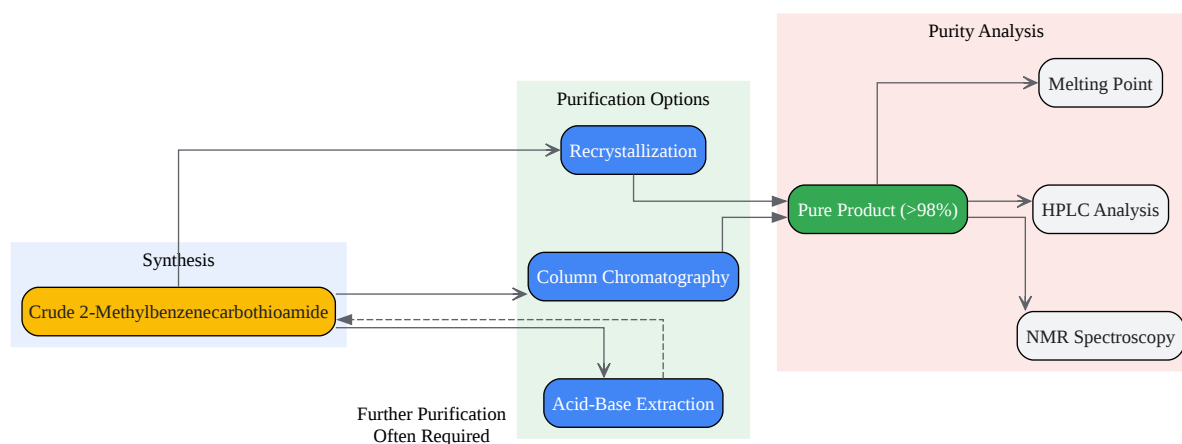 Purity Analysis
Melting Point
Purification Options
Recrystallization
Pure Product (>98%)
HPLC Analysis
Synthesis
Column Chromatography
Crude 2-Methylbenzenecarbothioamide
NMR Spectroscopy
Acid-Base Extraction
Further Purification
Often Required